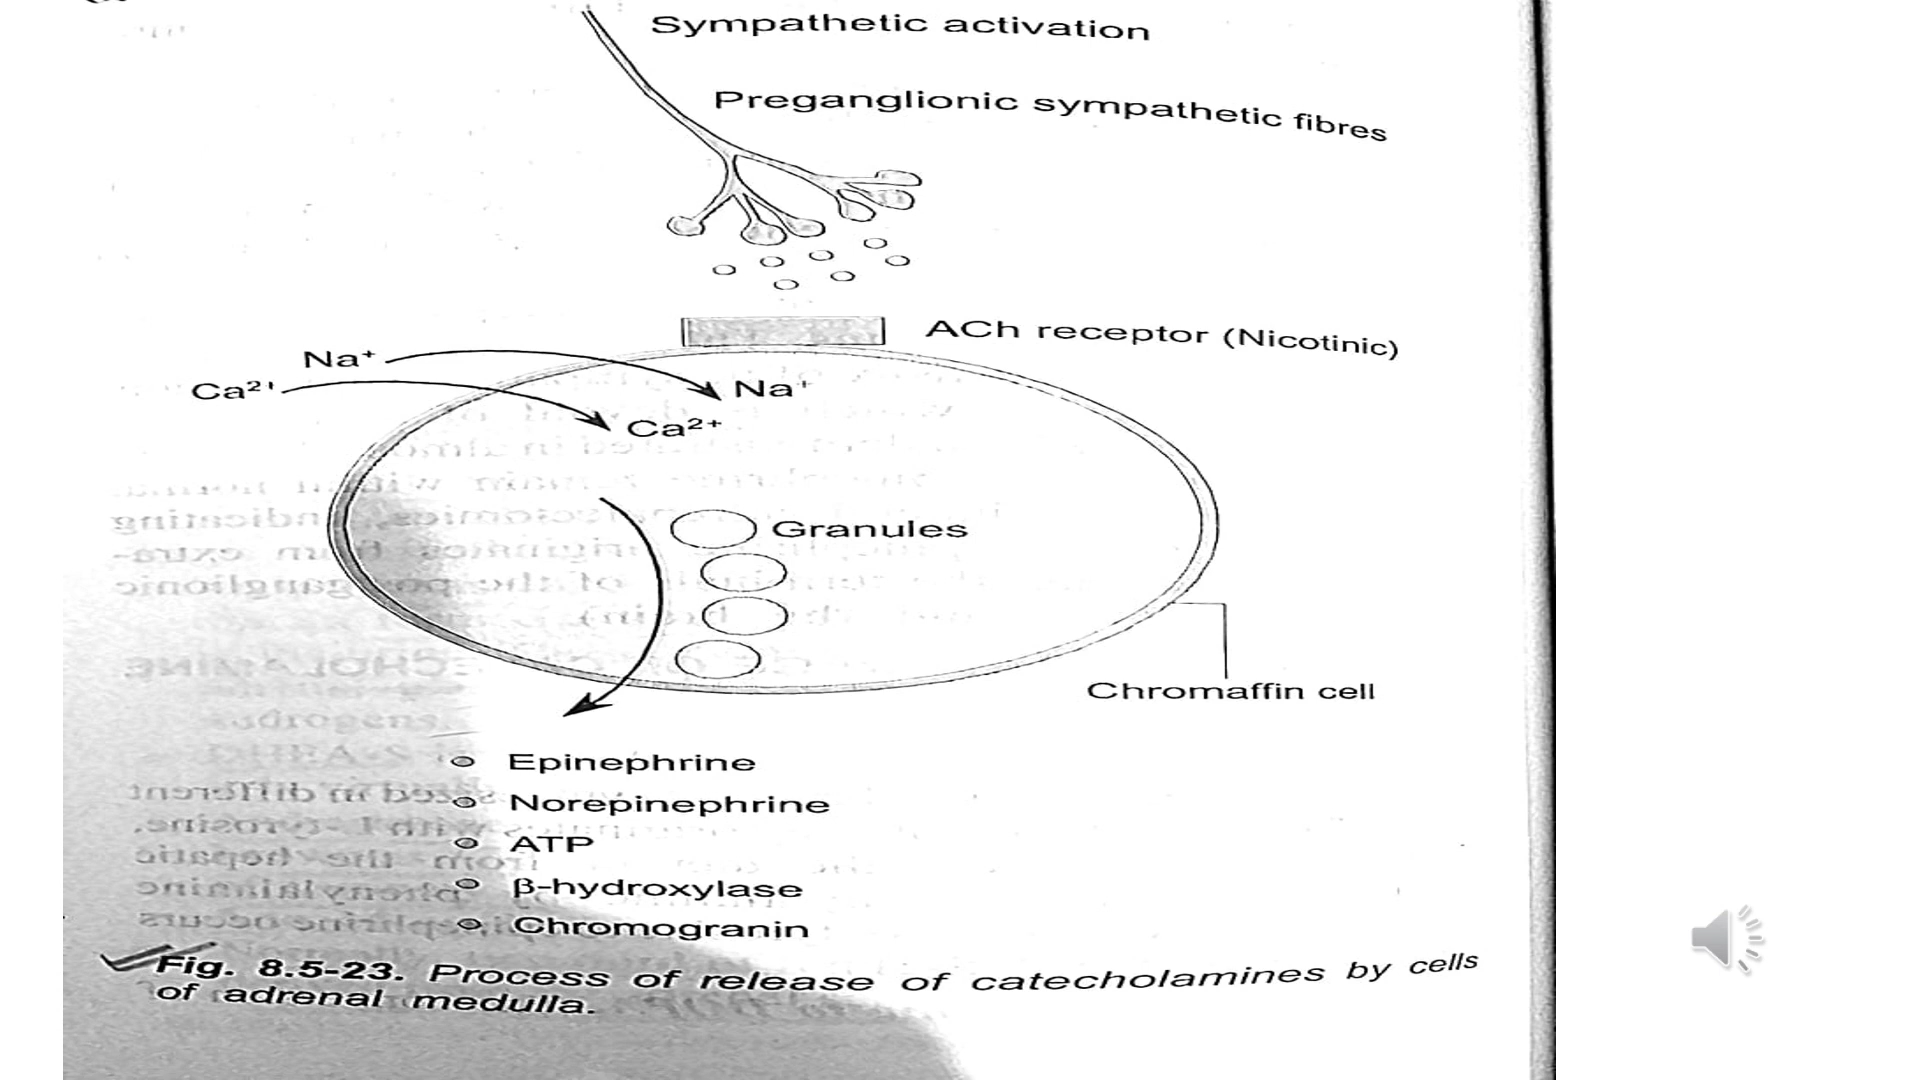 Sympathetic activation
Preganglionic sympathetic fibres
ACh receptor (Nicotinic)
Na⁺
Na⁺
Ca²⁺
Ca²⁺
Granules
Chromaffin cell
Epinephrine
Norepinephrine
ATP
β-hydroxylase
Chromogranin
Fig. 8.5-23. Process of release of catecholamines by cells
of adrenal medulla.